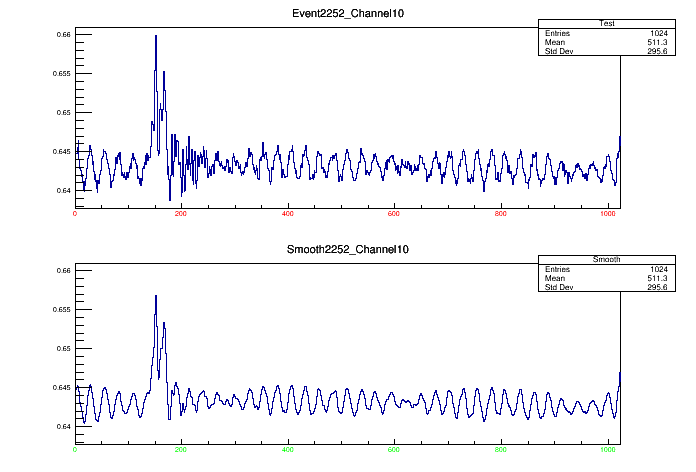 Event2252_Channel10
Test
Entries 1024
Mean 511.3
Std Dev 295.6
0.66
0.655
0.65
0.645
0.64
0 200 400 600 800 1000
Smooth2252_Channel10
Smooth
Entries 1024
Mean 511.3
Std Dev 295.6
0.66
0.655
0.65
0.645
0.64
0 200 400 600 800 1000